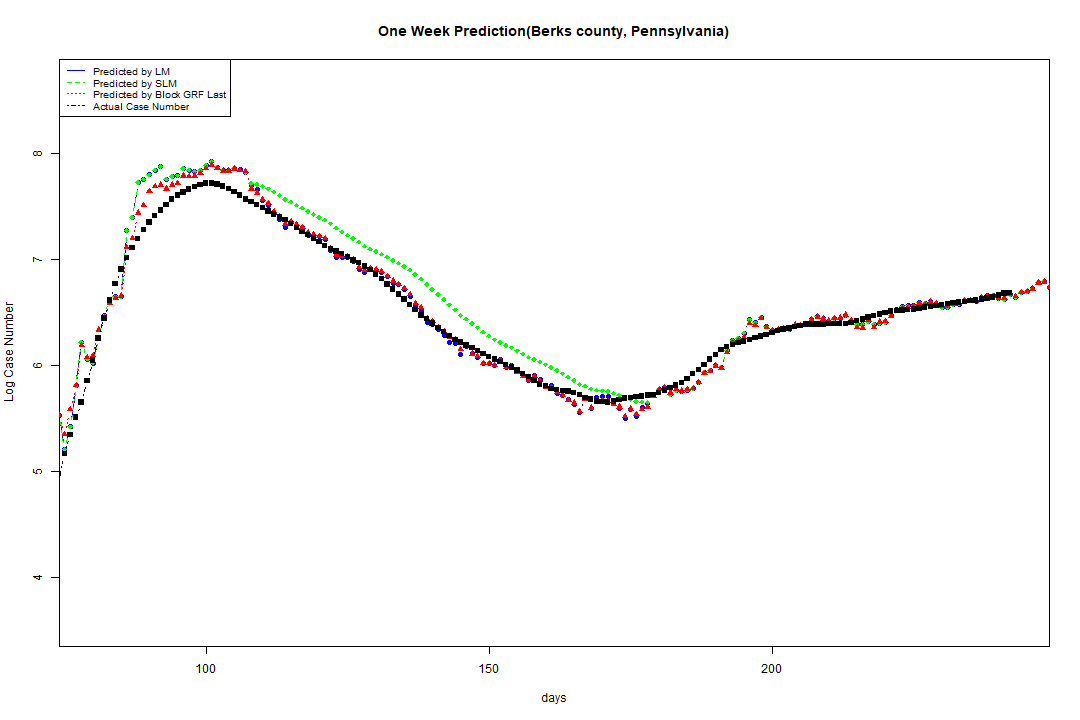 One Week Prediction(Berks county, Pennsylvania)
Predicted by LM
Predicted by SLM
Predicted by Block GRF Last
Actual Case Number
8
7
6
5
4
Log Case Number
100 150 200
days